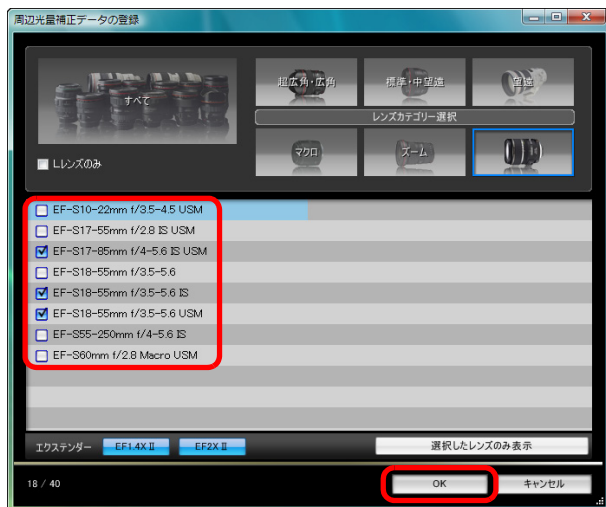 周辺光量補正データの登録
すべて
超広角・広角
標準・中望遠
望遠
レンズカテゴリー選択
Lレンズのみ
マクロ
ズーム
EF-S10-22mm f/3.5-4.5 USM
EF-S17-55mm f/2.8 IS USM
EF-S17-85mm f/4-5.6 IS USM
EF-S18-55mm f/3.5-5.6
EF-S18-55mm f/3.5-5.6 IS
EF-S18-55mm f/3.5-5.6 USM
EF-S55-250mm f/4-5.6 IS
EF-S60mm f/2.8 Macro USM
エクステンダー EF1.4X II EF2X II 選択したレンズのみ表示
18 / 40 OK キャンセル